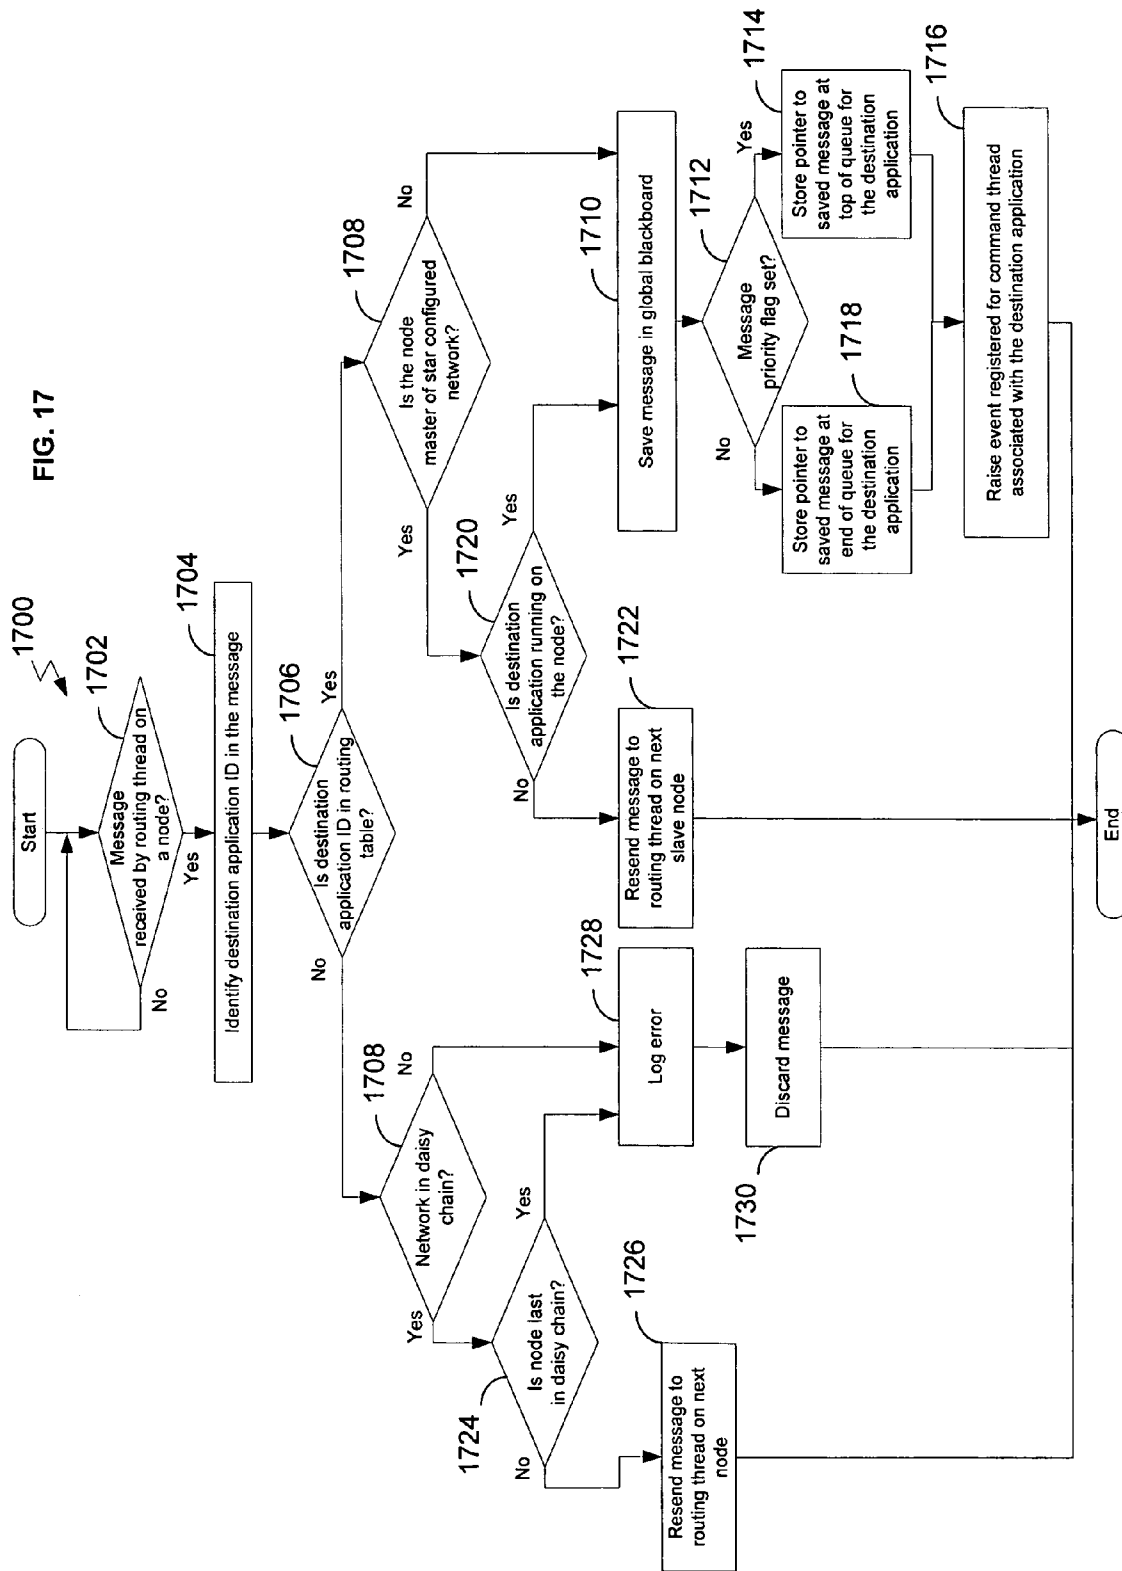 FIG. 17
1700
Start
1702
Message
received by routing thread on
a node?
No
Yes
1704
Identify destination application ID in the message
1706
Is destination
application ID in routing
table?
No
Yes
1708
Network in daisy
chain?
Yes
No
1708
Is the node
master of star configured
network?
Yes
No
1724
Is node last
in daisy chain?
No
Yes
1720
Is destination
application running on
the node?
No
Yes
1726
Resend message to
routing thread on next
node
1728
Log error
1722
Resend message to
routing thread on next
slave node
1710
Save message in global blackboard
1712
Message
priority flag set?
No
Yes
1730
Discard message
1718
Store pointer to
saved message at
end of queue for
the destination
application
1714
Store pointer to
saved message at
top of queue for
the destination
application
1716
Raise event registered for command thread
associated with the destination application
End